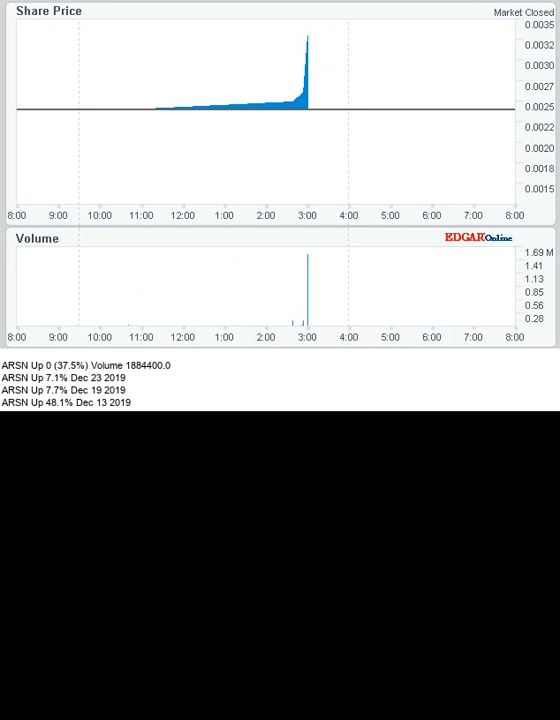 Share Price
Market Closed
0.0035
0.0032
0.0030
0.0027
0.0025
0.0022
0.0020
0.0018
0.0015
8:00 9:00 10:00 11:00 12:00 1:00 2:00 3:00 4:00 5:00 6:00 7:00 8:00
Volume
EDGAROnline
1.69 M
1.41
1.13
0.85
0.56
0.28
8:00 9:00 10:00 11:00 12:00 1:00 2:00 3:00 4:00 5:00 6:00 7:00 8:00
ARSN Up 0 (37.5%) Volume 1884400.0
ARSN Up 7.1% Dec 23 2019
ARSN Up 7.7% Dec 19 2019
ARSN Up 48.1% Dec 13 2019